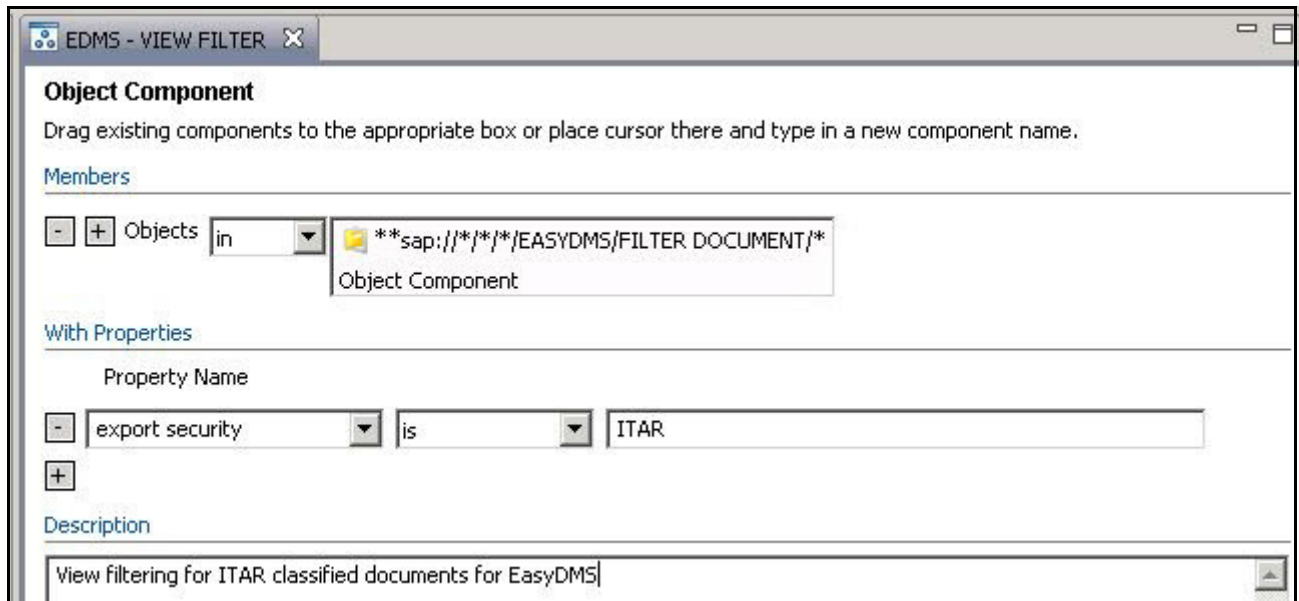 EDMS - VIEW FILTER
Object Component
Drag existing components to the appropriate box or place cursor there and type in a new component name.
Members
- + Objects in **sap://*/*/*/EASYDMS/FILTER DOCUMENT/*
Object Component
With Properties
Property Name
- export security is ITAR
+
Description
View filtering for ITAR classified documents for EasyDMS